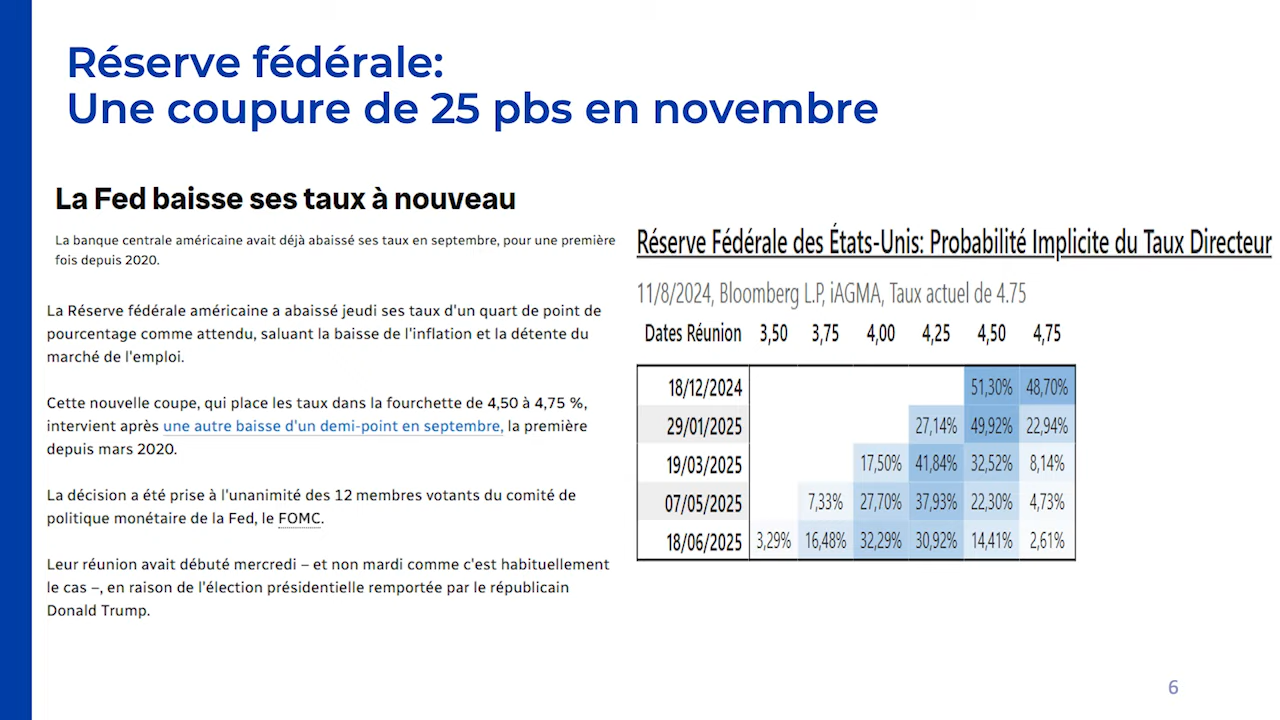 Réserve fédérale:
Une coupure de 25 pbs en novembre
La Fed baisse ses taux à nouveau
La banque centrale américaine avait déjà abaissé ses taux en septembre, pour une première
fois depuis 2020.
La Réserve fédérale américaine a abaissé jeudi ses taux d'un quart de point de
pourcentage comme attendu, saluant la baisse de l'inflation et la détente du
marché de l'emploi.
Cette nouvelle coupe, qui place les taux dans la fourchette de 4,50 à 4,75 %,
intervient après une autre baisse d'un demi-point en septembre, la première
depuis mars 2020.
La décision a été prise à l'unanimité des 12 membres votants du comité de
politique monétaire de la Fed, le FOMC.
Leur réunion avait débuté mercredi – et non mardi comme c'est habituellement
le cas –, en raison de l'élection présidentielle remportée par le républicain
Donald Trump.
Réserve Fédérale des États-Unis: Probabilité Implicite du Taux Directeur
11/8/2024, Bloomberg L.P, iAGMA, Taux actuel de 4.75
Dates Réunion 3,50 3,75 4,00 4,25 4,50 4,75
18/12/2024 51,30% 48,70%
29/01/2025 27,14% 49,92% 22,94%
19/03/2025 17,50% 41,84% 32,52% 8,14%
07/05/2025 7,33% 27,70% 37,93% 22,30% 4,73%
18/06/2025 3,29% 16,48% 32,29% 30,92% 14,41% 2,61%
6